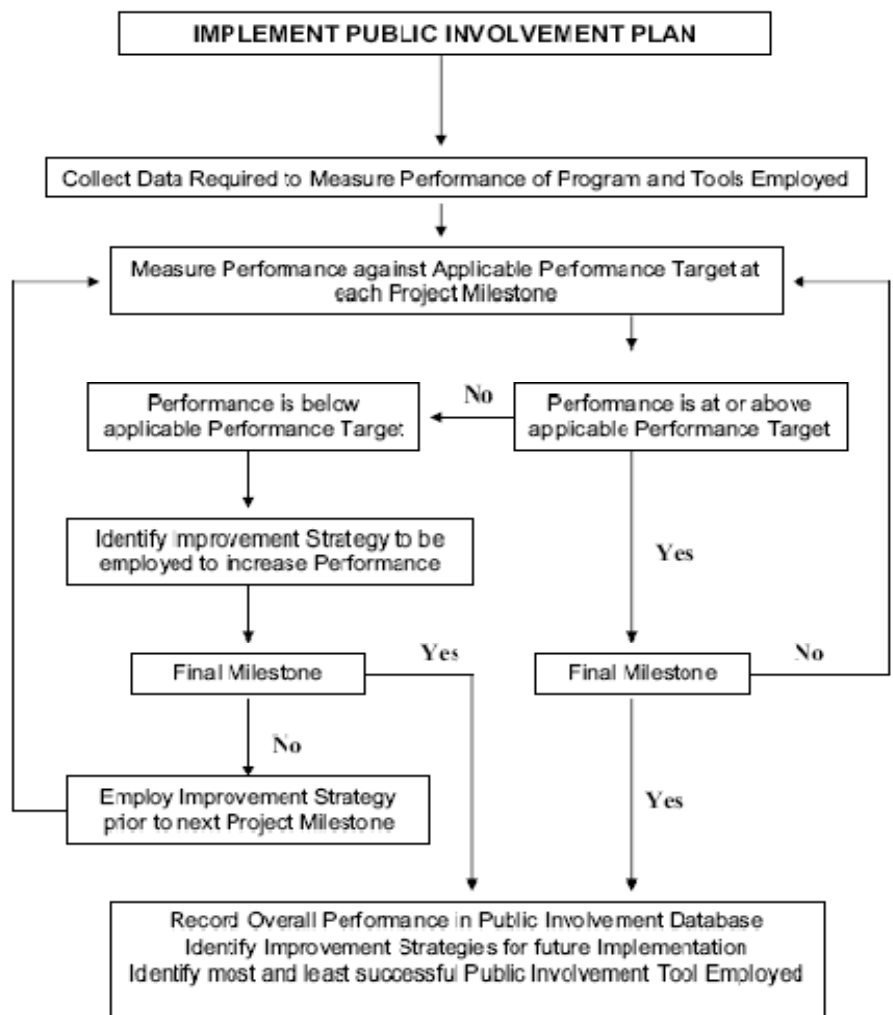 IMPLEMENT PUBLIC INVOLVEMENT PLAN
Collect Data Required to Measure Performance of Program and Tools Employed
Measure Performance against Applicable Performance Target at
each Project Milestone
Performance is below
applicable Performance Target
No
Performance is at or above
applicable Performance Target
Identify Improvement Strategy to be
employed to increase Performance
Yes
Final Milestone
Yes
Final Milestone
No
No
Employ Improvement Strategy
prior to next Project Milestone
Yes
Record Overall Performance in Public Involvement Database
Identify Improvement Strategies for future Implementation
Identify most and least successful Public Involvement Tool Employed